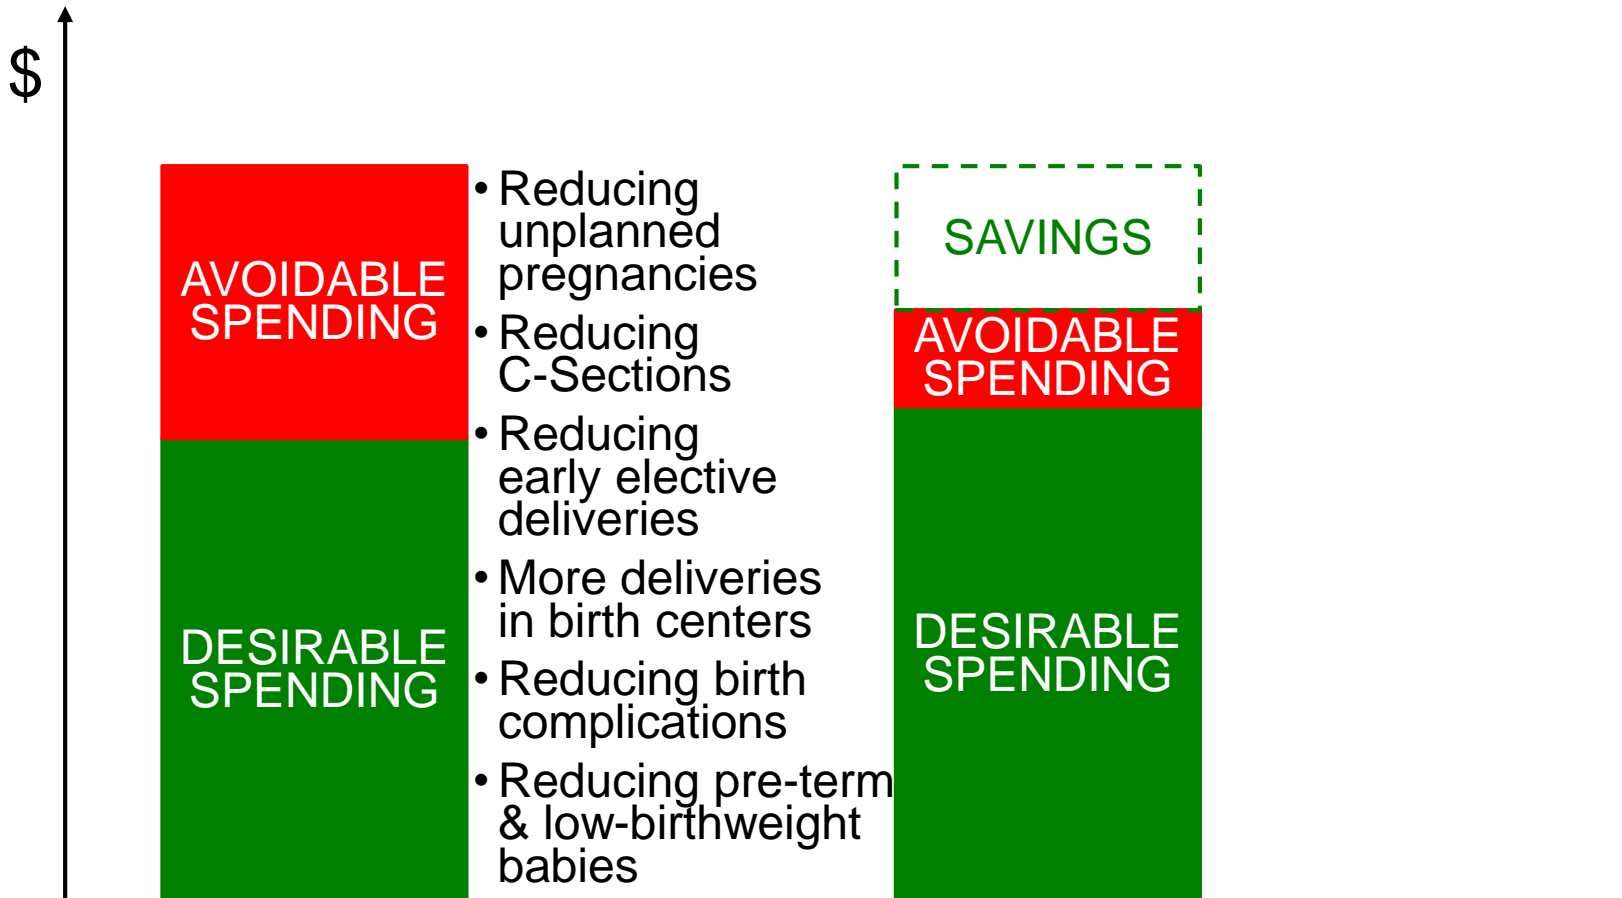 $
AVOIDABLE
SPENDING
DESIRABLE
SPENDING
• Reducing
unplanned
pregnancies
• Reducing
C-Sections
• Reducing
early elective
deliveries
• More deliveries
in birth centers
• Reducing birth
complications
• Reducing pre-term
& low-birthweight
babies
SAVINGS
AVOIDABLE
SPENDING
DESIRABLE
SPENDING